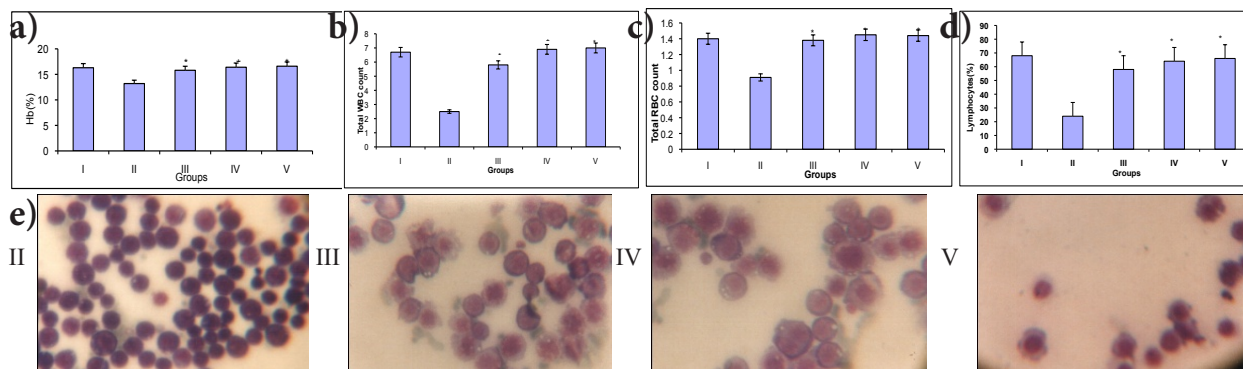 a)
Hb(%)
20
15
10
5
0
I II III IV V
Groups
b)
Total WBC count
8
7
6
5
4
3
2
1
0
I II III IV V
Groups
c)
Total RBC count
1.6
1.4
1.2
1
0.8
0.6
0.4
0.2
0
I II III IV V
Groups
d)
Lymphocytes(%)
90
80
70
60
50
40
30
20
10
0
I II III IV V
Groups
* * *
e)
II
III
IV
V